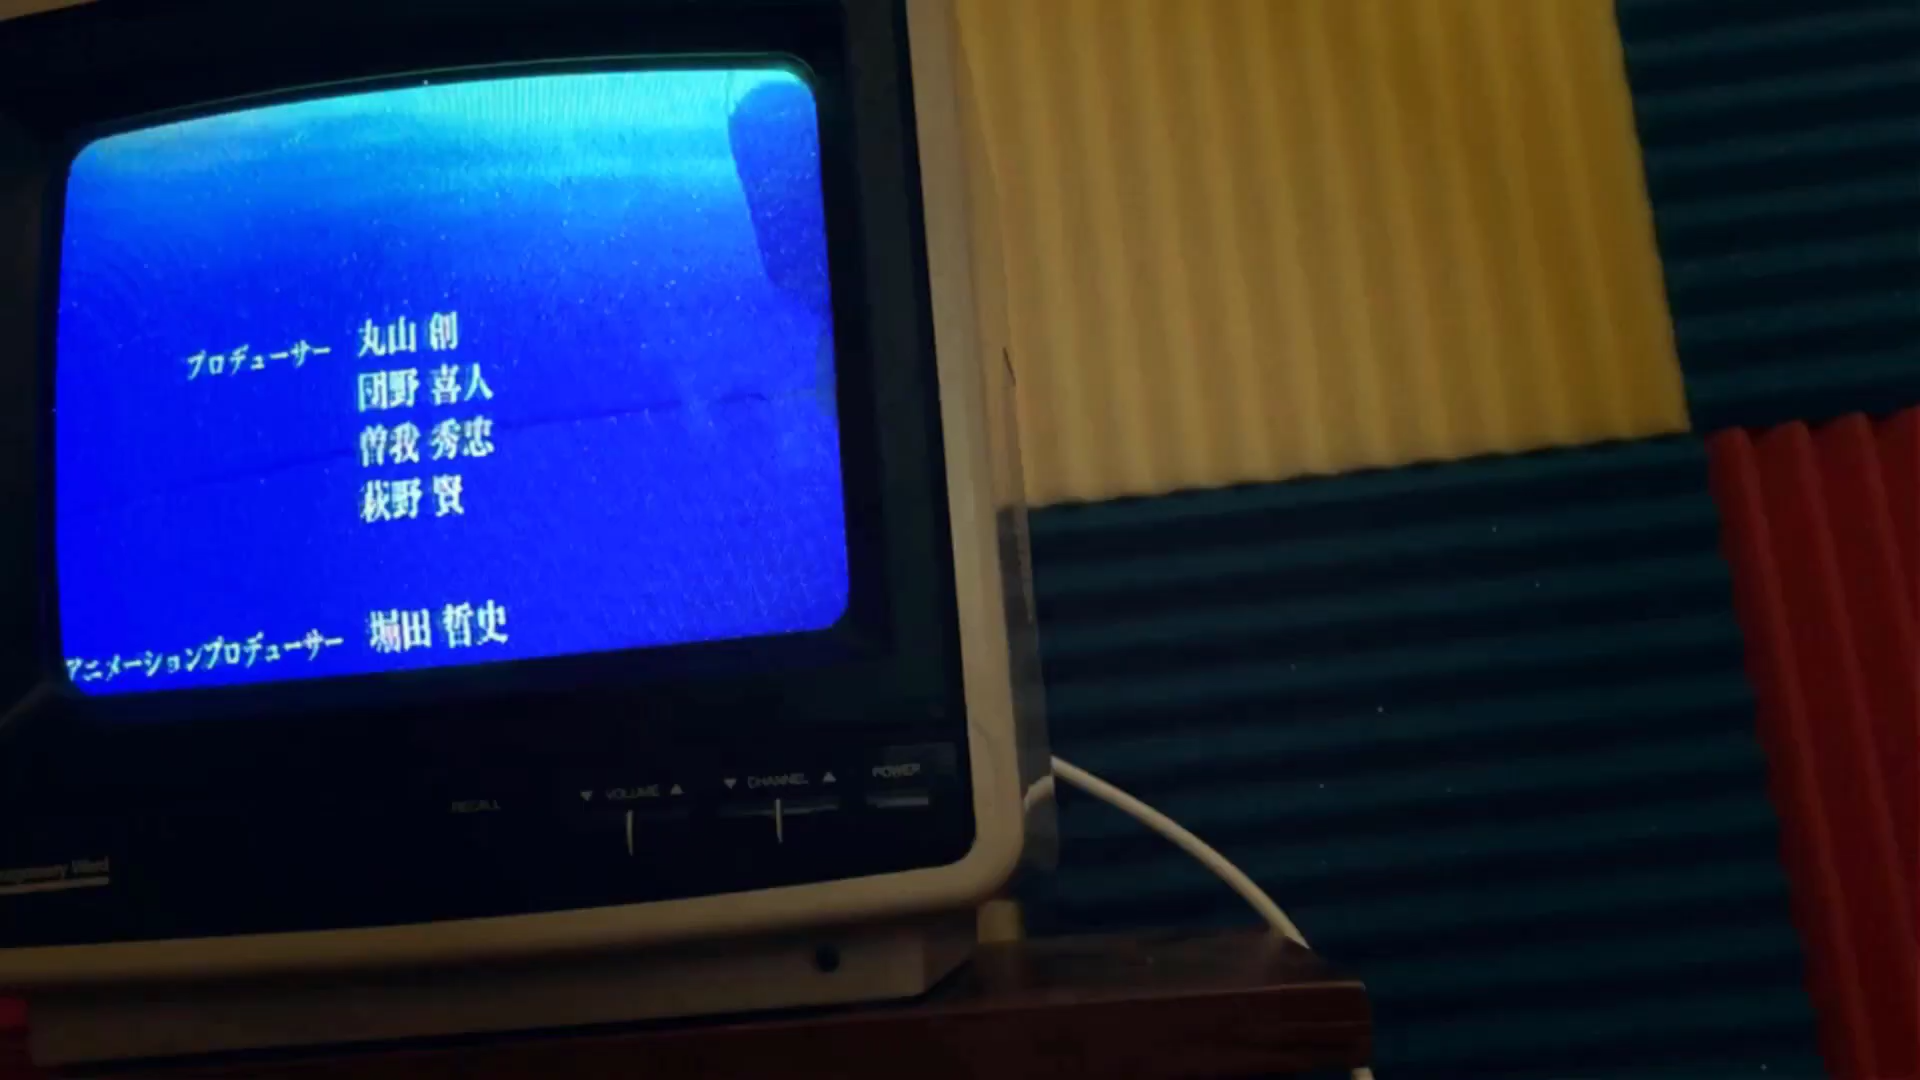 プロデューサー 丸山 創
団野 喜人
曽我 秀忠
萩野 賢
アニメーションプロデューサー 堀田 哲史
RECALL
▼ VOLUME ▲
▼ CHANNEL ▲
POWER
Ward